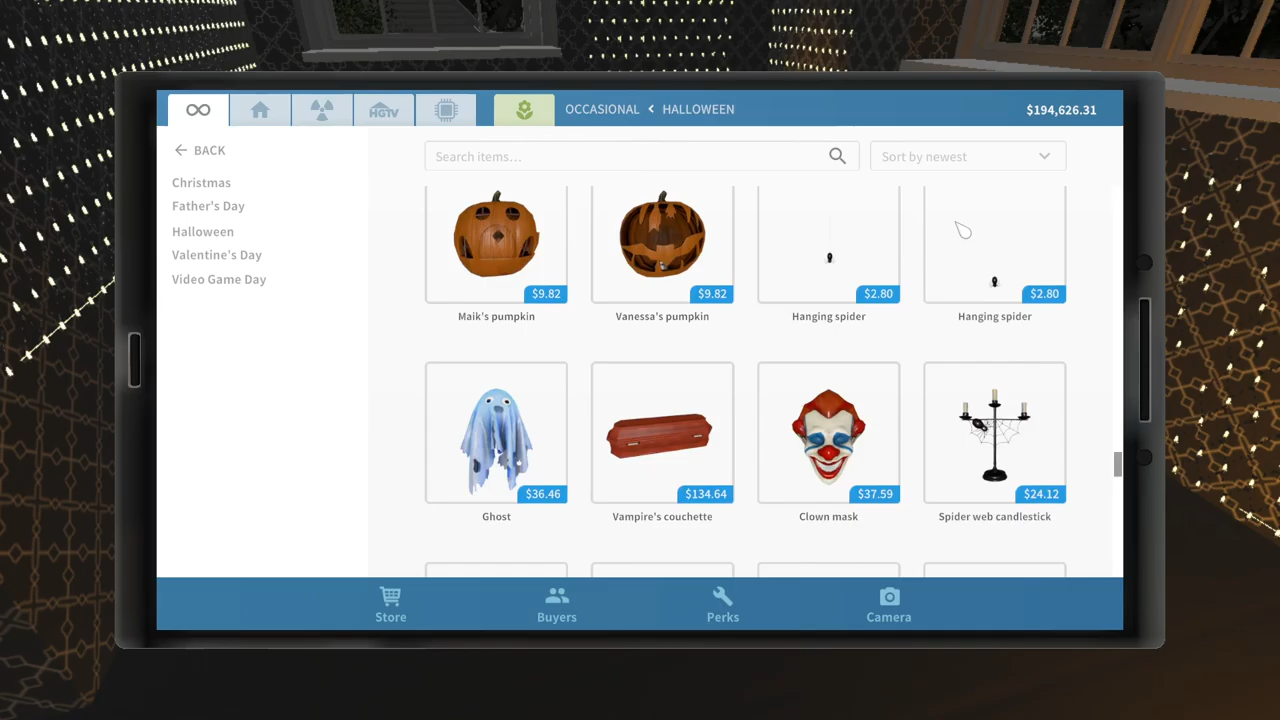 HGTV
OCCASIONAL < HALLOWEEN
$194,626.31
BACK
Search items...
Sort by newest
Christmas
Father's Day
Halloween
Valentine's Day
Video Game Day
$9.82
$9.82
$2.80
$2.80
Maik's pumpkin
Vanessa's pumpkin
Hanging spider
Hanging spider
$36.46
$134.64
$37.59
$24.12
Ghost
Vampire's couchette
Clown mask
Spider web candlestick
Store
Buyers
Perks
Camera